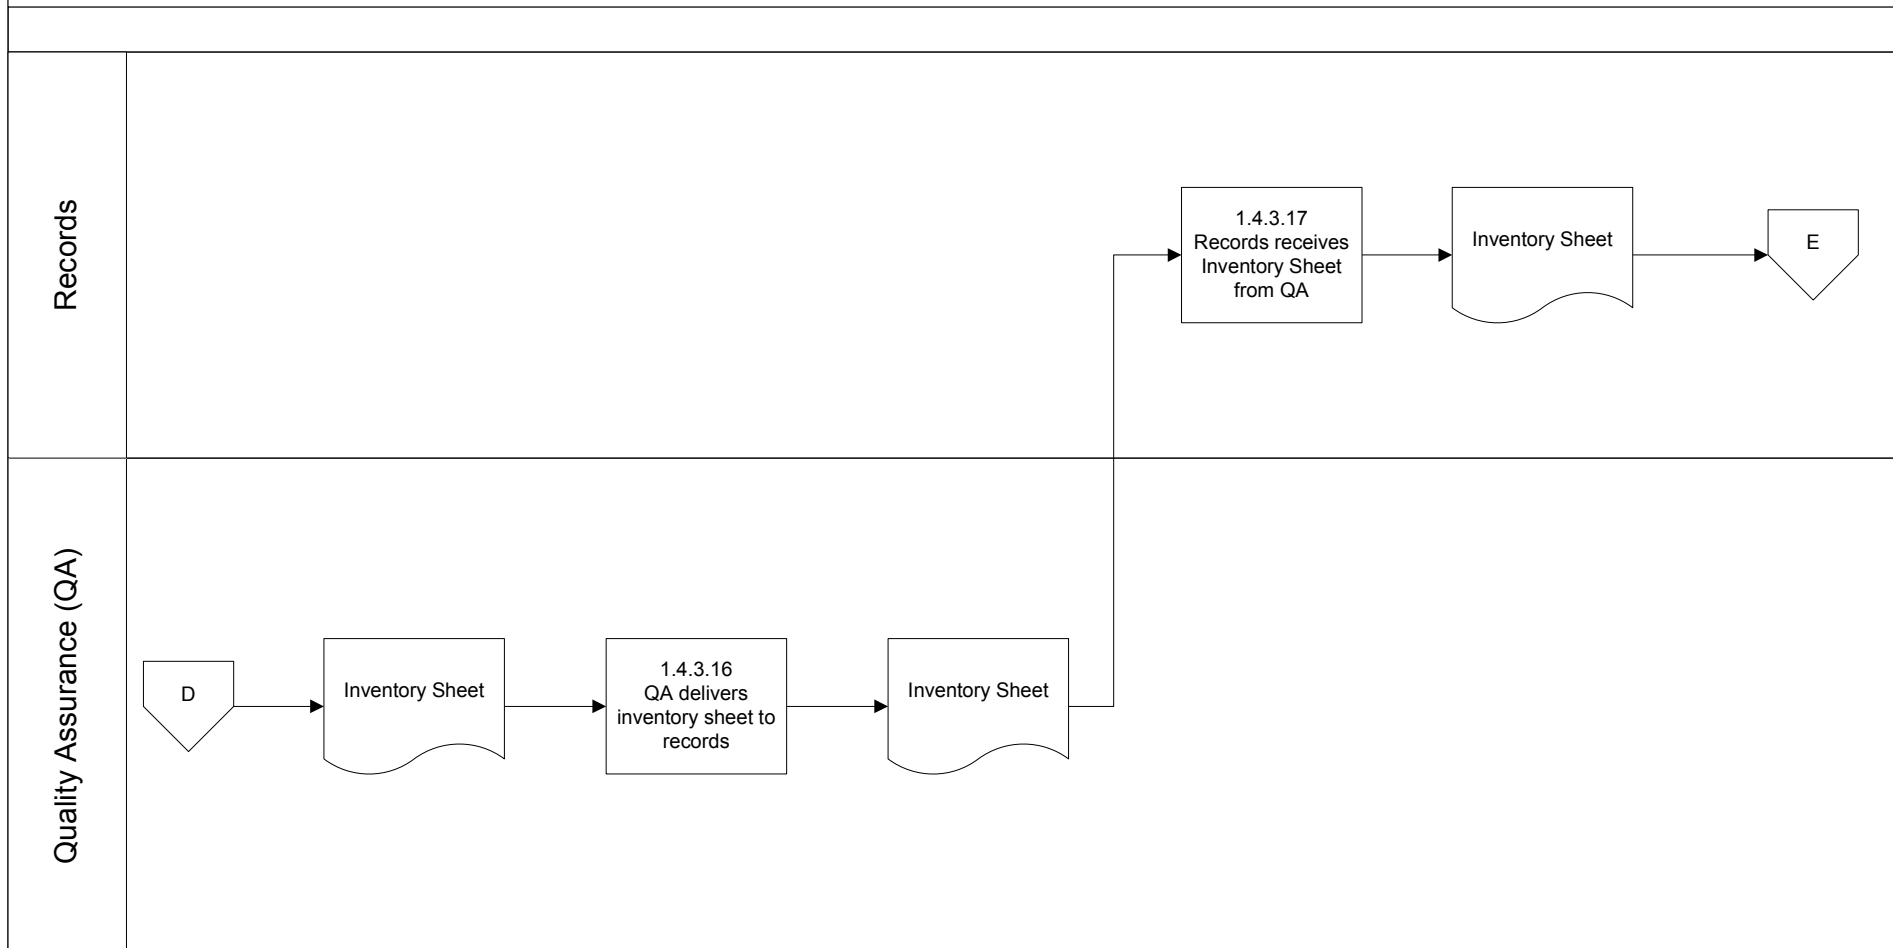 Records
1.4.3.17
Records receives
Inventory Sheet
from QA
Inventory Sheet
E
Quality Assurance (QA)
D
Inventory Sheet
1.4.3.16
QA delivers
inventory sheet to
records
Inventory Sheet